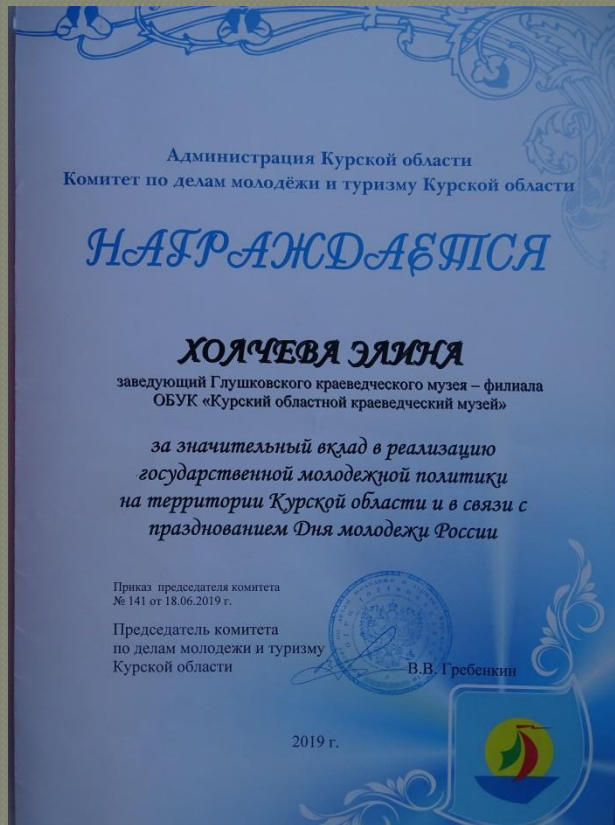 Администрация Курской области
Комитет по делам молодёжи и туризму Курской области
НАГРАЖДАЕТСЯ
ХОЛЧЕВА ЭЛИНА
заведующий Глушковского краеведческого музея – филиала
ОБУК «Курский областной краеведческий музей»
за значительный вклад в реализацию
государственной молодежной политики
на территории Курской области и в связи с
празднованием Дня молодежи России
Приказ председателя комитета
№ 141 от 18.06.2019 г.
Председатель комитета
по делам молодежи и туризму
Курской области
В.В. Гребенкин
2019 г.